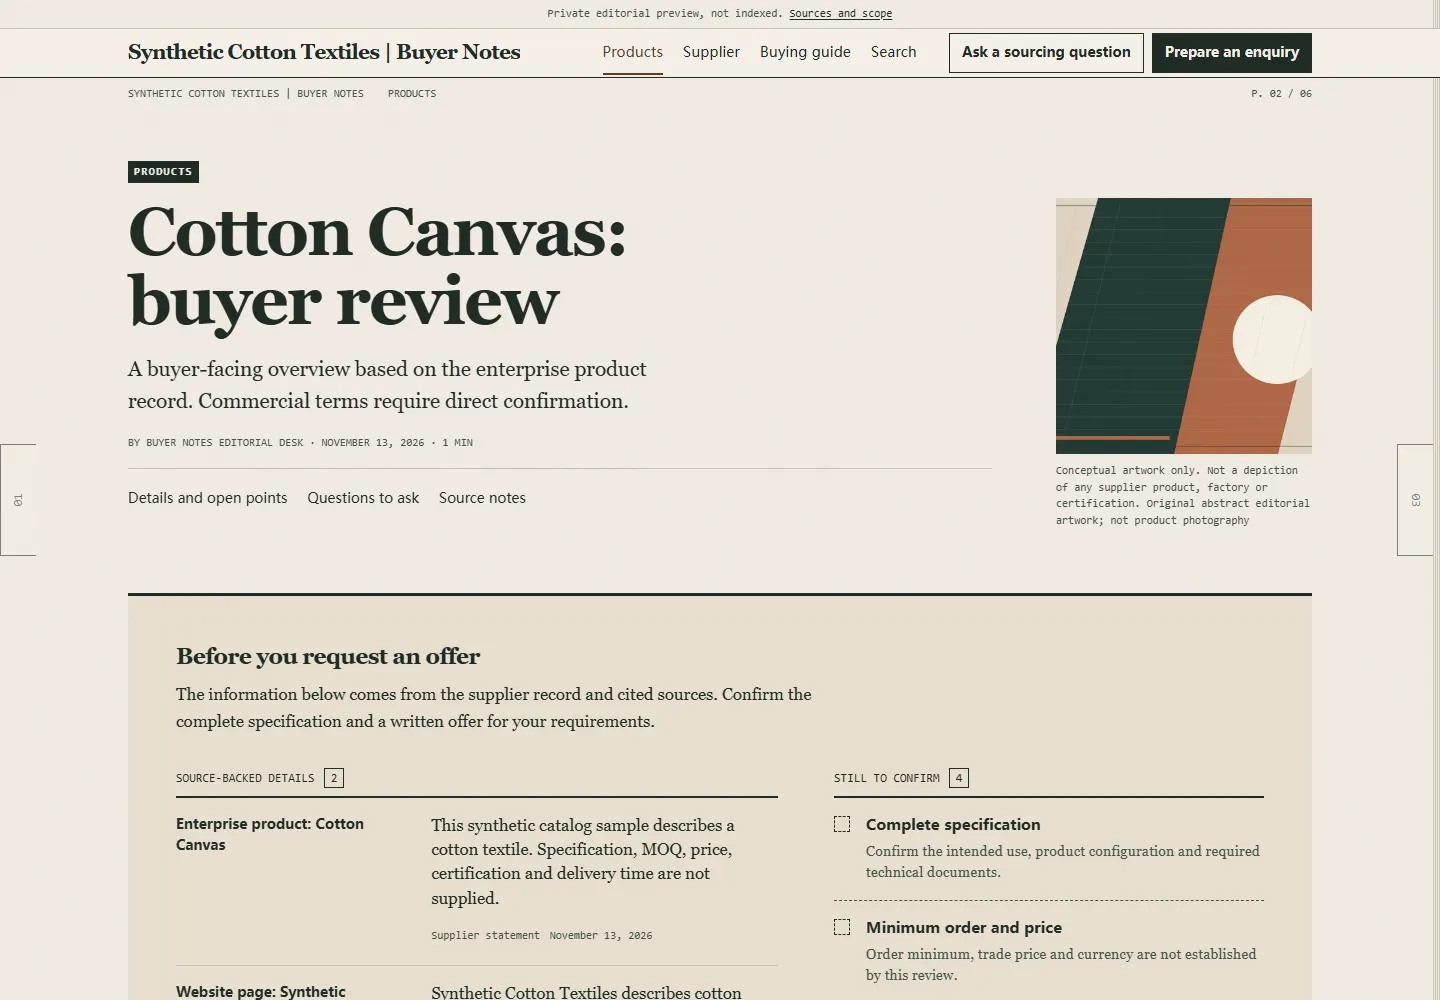 Private editorial preview, not indexed. Sources and scope
Synthetic Cotton Textiles | Buyer Notes
Products Supplier Buying guide Search Ask a sourcing question Prepare an enquiry
SYNTHETIC COTTON TEXTILES | BUYER NOTES PRODUCTS P. 02 / 06
PRODUCTS
Cotton Canvas:
buyer review
A buyer-facing overview based on the enterprise product
record. Commercial terms require direct confirmation.
BY BUYER NOTES EDITORIAL DESK · NOVEMBER 13, 2026 · 1 MIN
Details and open points Questions to ask Source notes
Conceptual artwork only. Not a depiction
of any supplier product, factory or
certification. Original abstract editorial
artwork; not product photography
01
03
Before you request an offer
The information below comes from the supplier record and cited sources. Confirm the
complete specification and a written offer for your requirements.
SOURCE-BACKED DETAILS 2
Enterprise product: Cotton
Canvas
This synthetic catalog sample describes a
cotton textile. Specification, MOQ, price,
certification and delivery time are not
supplied.
Supplier statement November 13, 2026
Website page: Synthetic
Synthetic Cotton Textiles describes cotton
STILL TO CONFIRM 4
Complete specification
Confirm the intended use, product configuration and required
technical documents.
Minimum order and price
Order minimum, trade price and currency are not established
by this review.